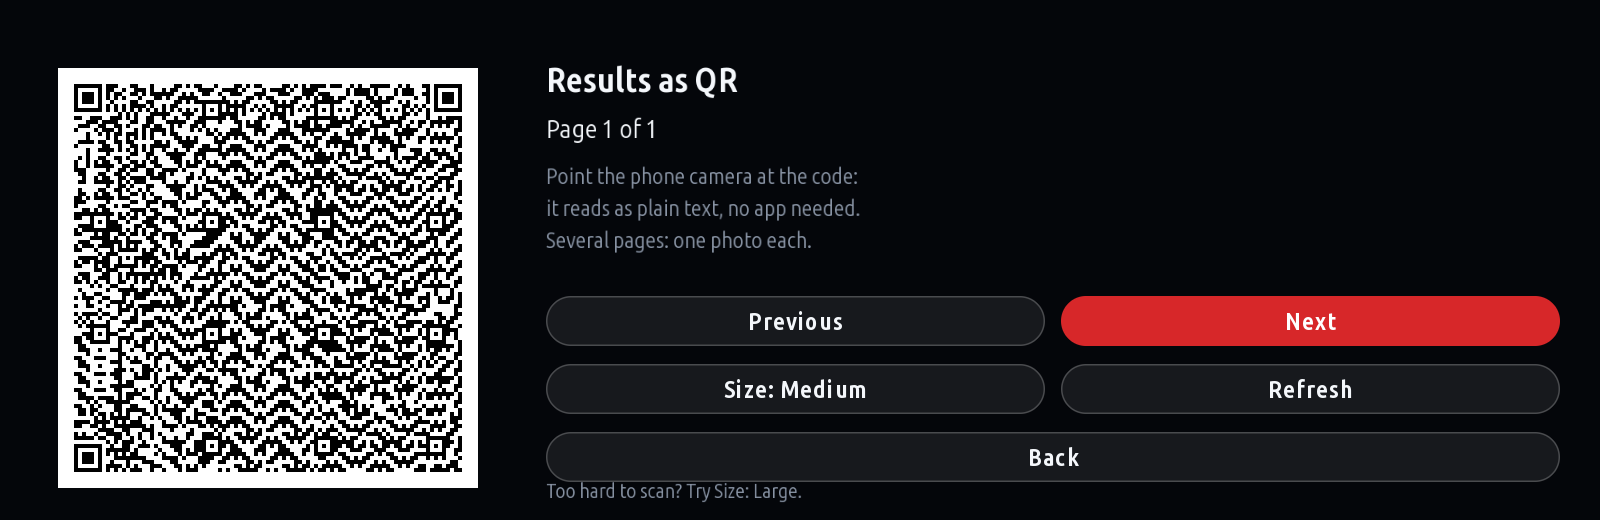 Results as QR
Page 1 of 1
Point the phone camera at the code:
it reads as plain text, no app needed.
Several pages: one photo each.
Previous
Next
Size: Medium
Refresh
Back
Too hard to scan? Try Size: Large.